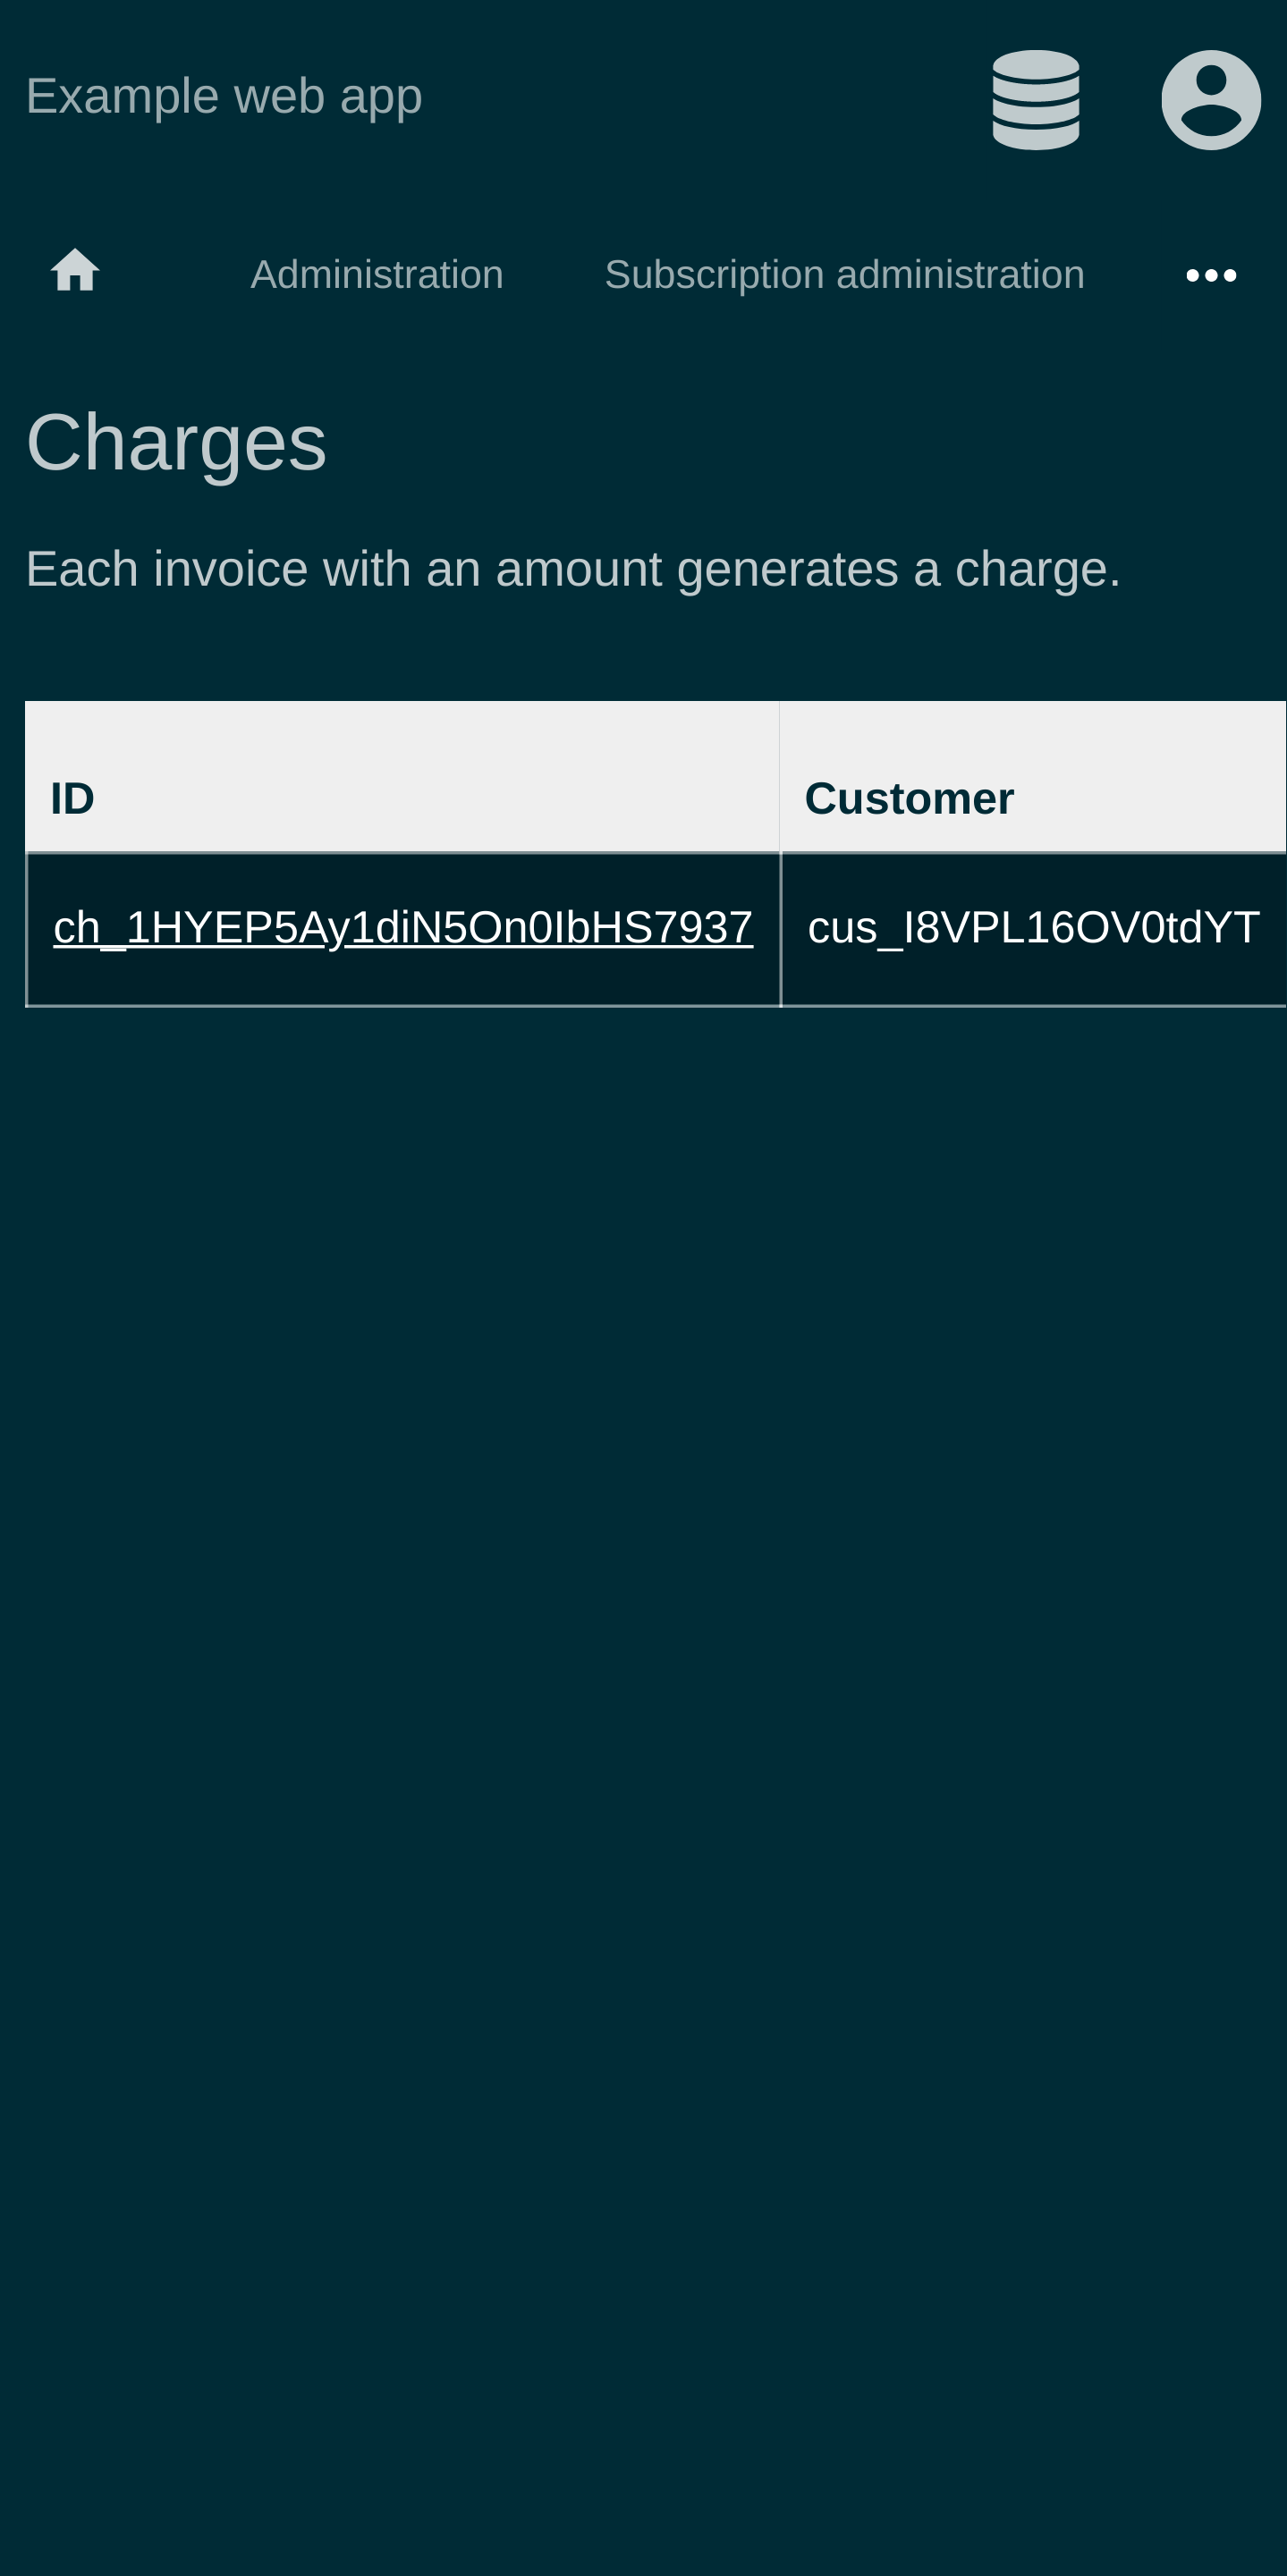 Example web app
Administration Subscription administration
Charges
Each invoice with an amount generates a charge.
ID Customer
ch_1HYEP5Ay1diN5On0IbHS7937 cus_I8VPL16OV0tdYT